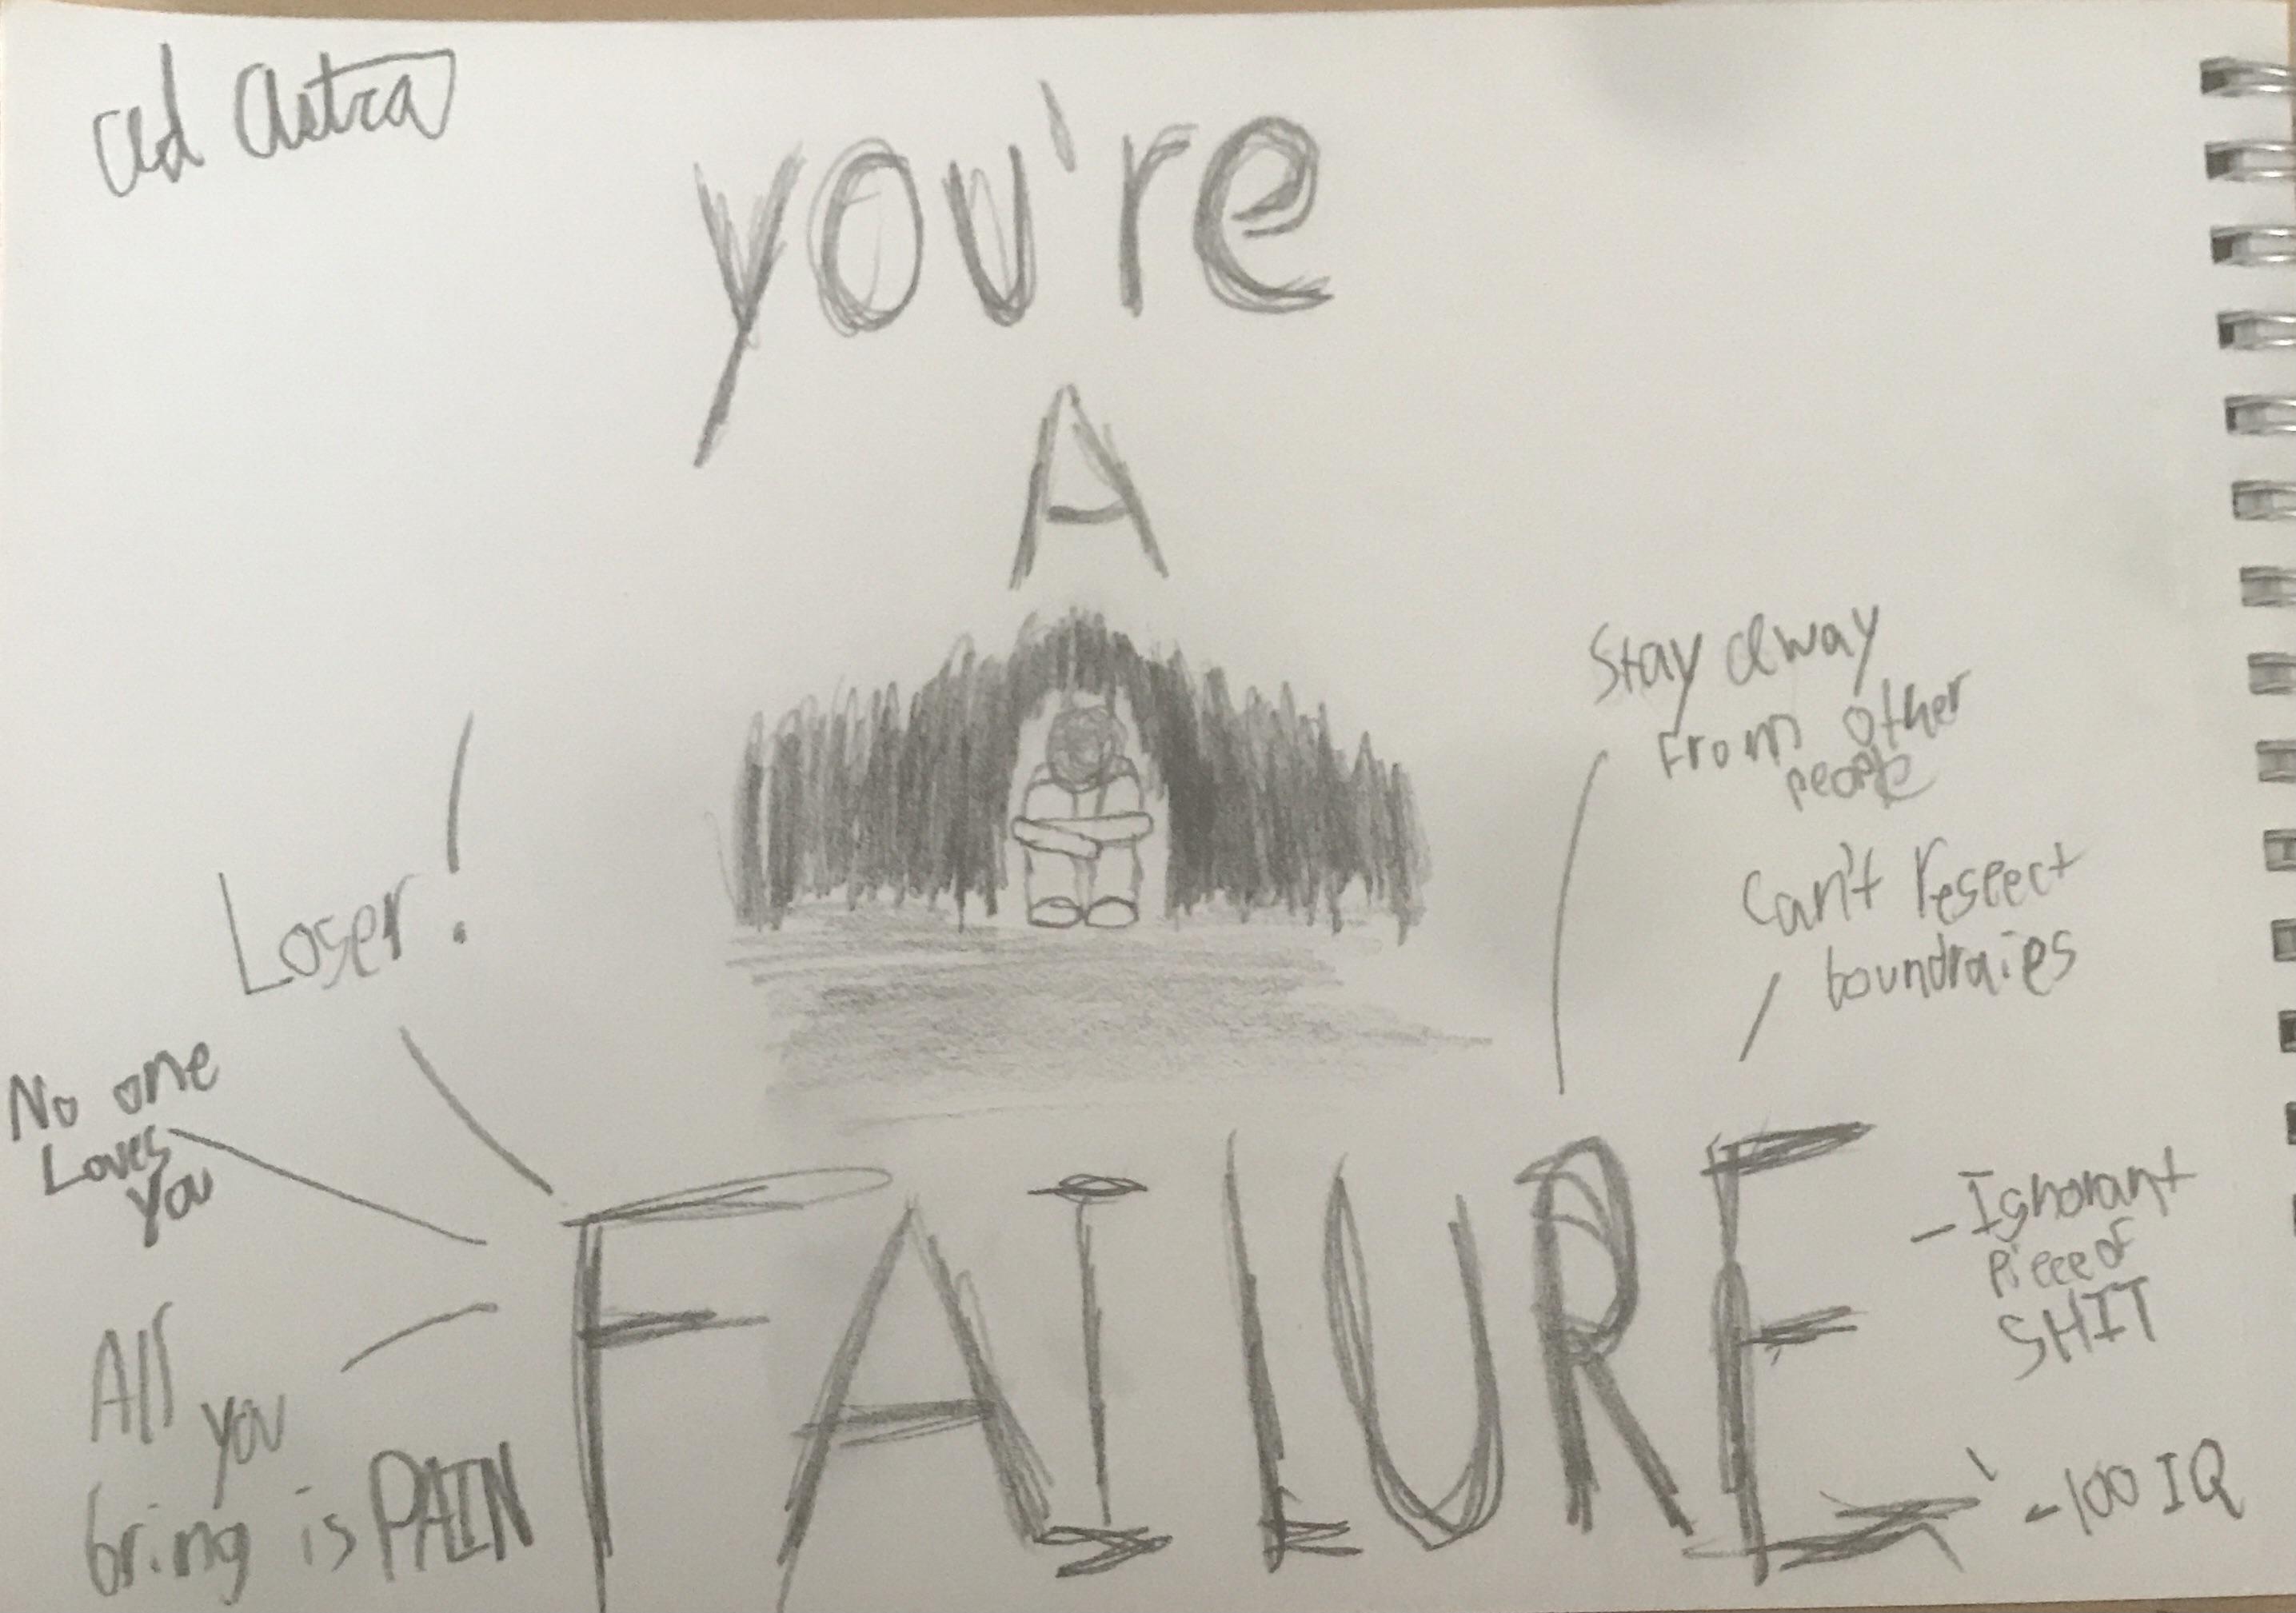 ad astra
you're
A
Stay away
From other
people
Can't respect
boundraies
Loser!
No one
Loves
You
All
you
bring is PAIN
FAILURE
-Ignorant
piece of
SHIT
-100 IQ